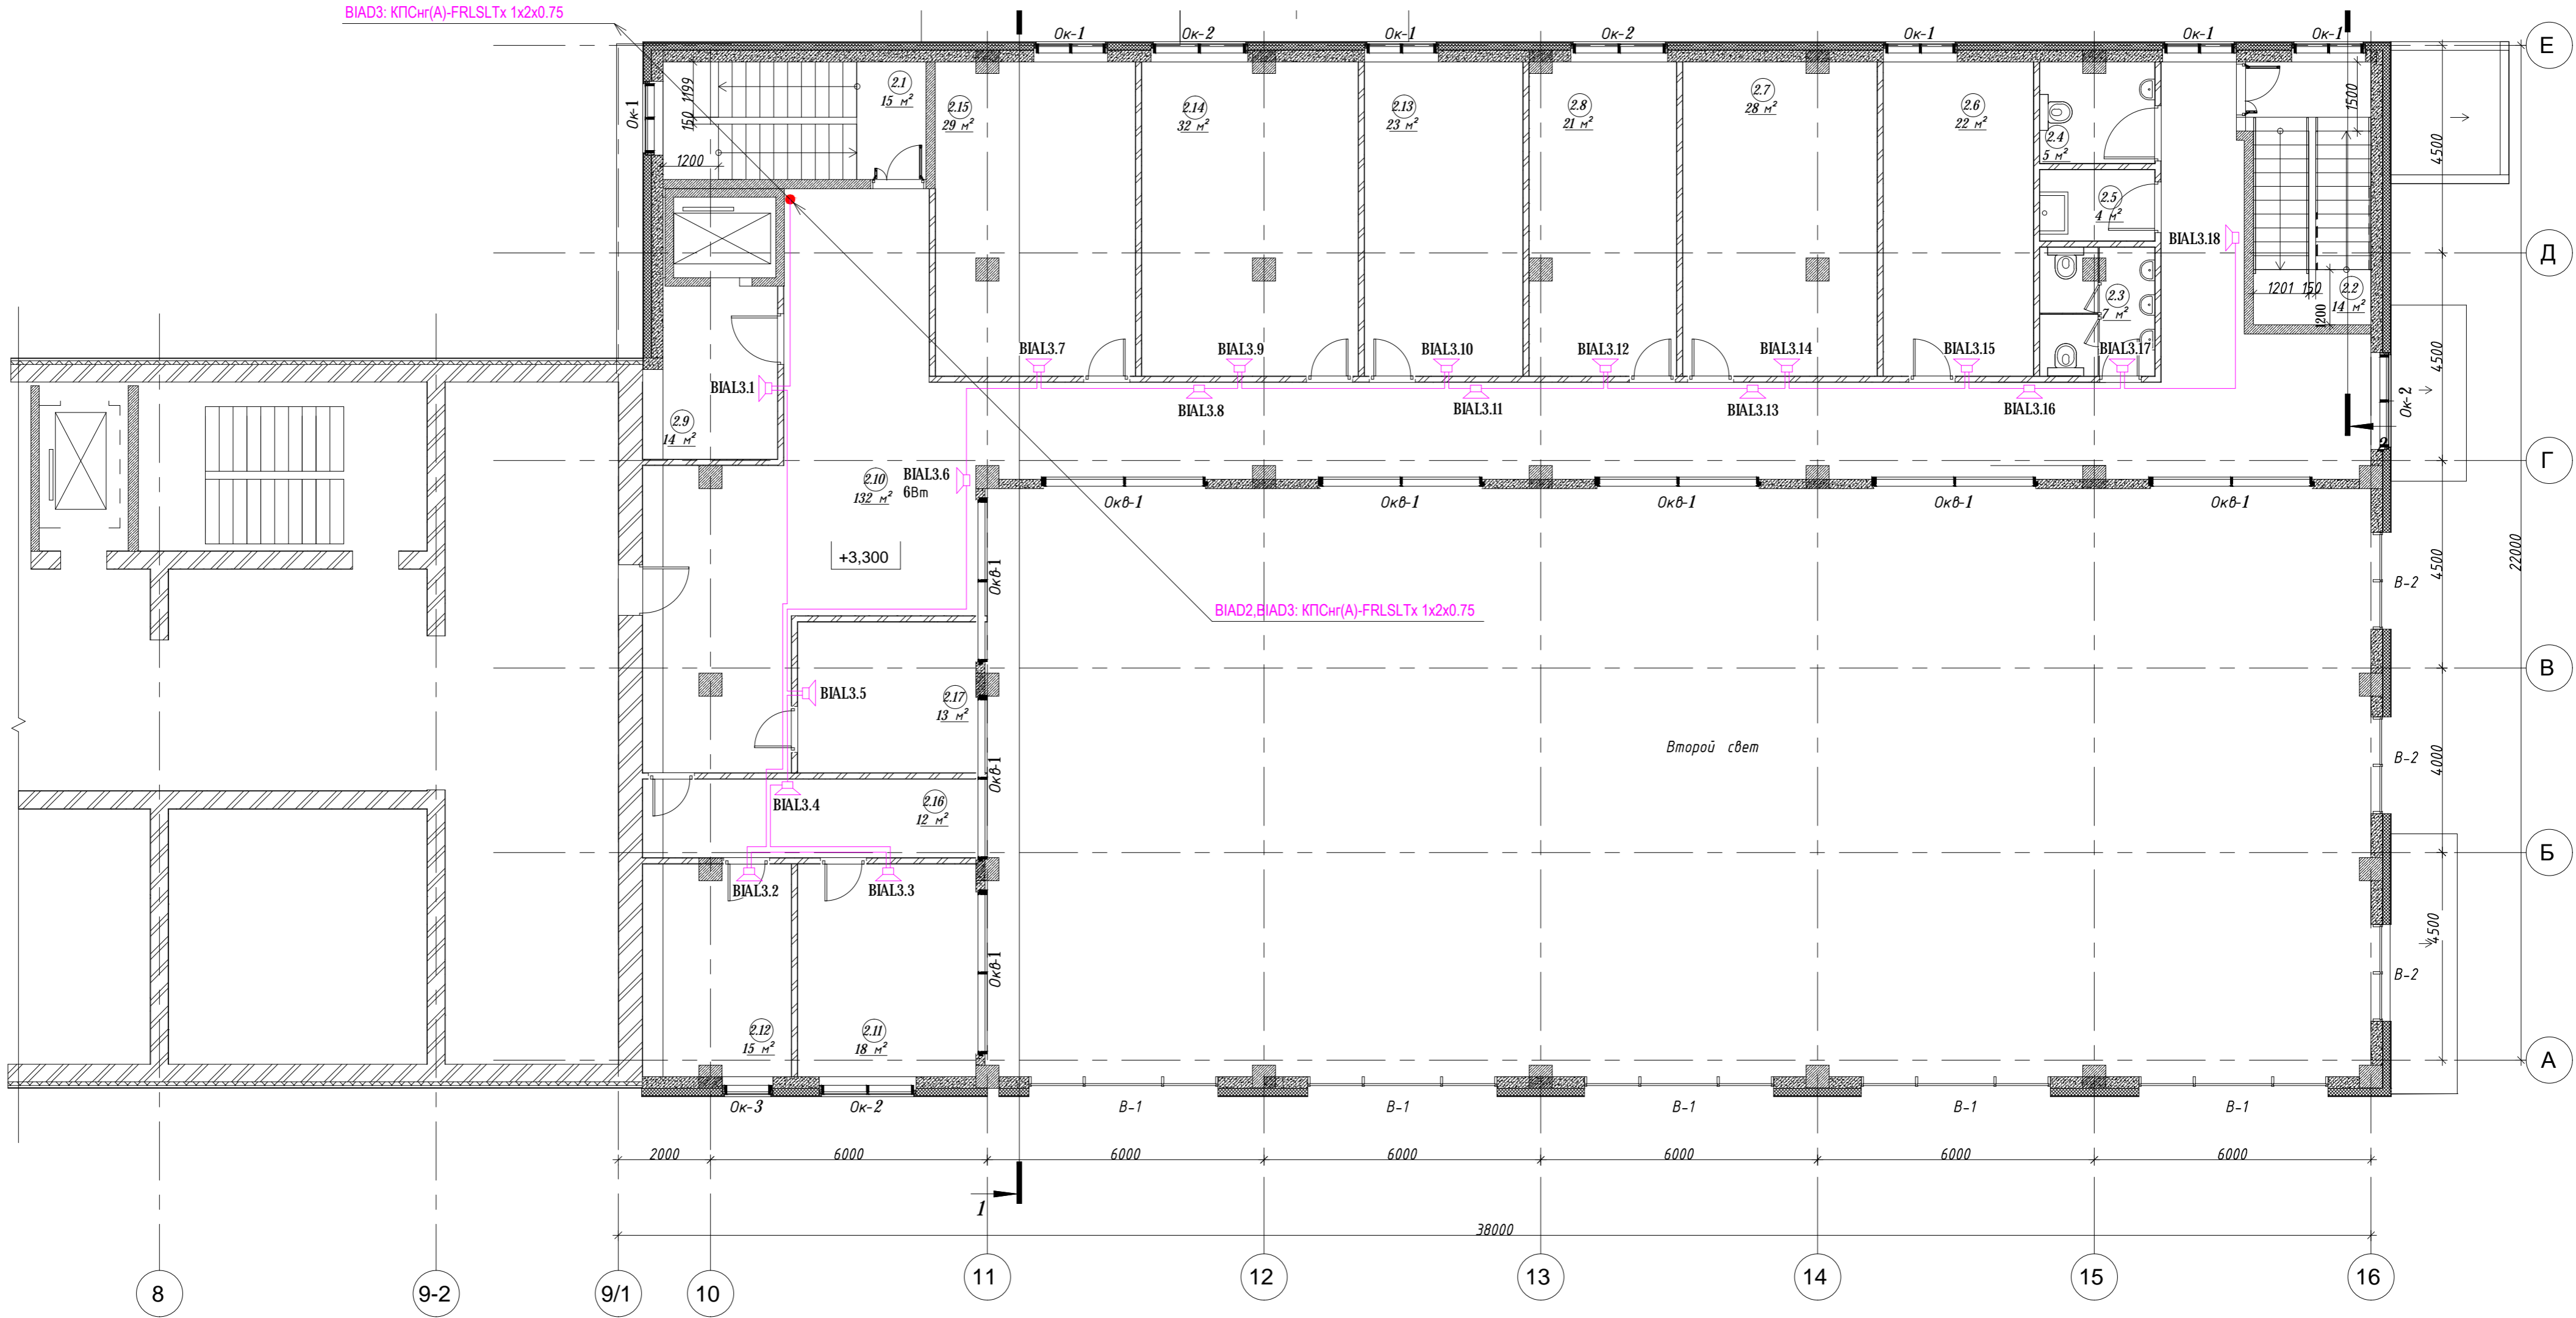 BIAD3: КПСнг(А)-FRLSLTx 1x2x0.75
Ок-1
Ок-2
Ок-1
Ок-2
Ок-1
Ок-1
Ок-1
Е
Ок-1
1199
150
1200
2.1
15 м²
2.15
29 м²
2.14
32 м²
2.13
23 м²
2.8
21 м²
2.7
28 м²
2.6
22 м²
2.4
5 м²
2.5
4 м²
2.3
7 м²
1500
4500
BIAL3.18
Д
1201
150
1200
2.2
14 м²
BIAL3.7
BIAL3.9
BIAL3.10
BIAL3.12
BIAL3.14
BIAL3.15
BIAL3.17
4500
BIAL3.1
BIAL3.8
BIAL3.11
BIAL3.13
BIAL3.16
Ок-2
2
2.9
14 м²
Г
2.10
132 м²
BIAL3.6
6Вт
Окв-1
Окв-1
Окв-1
Окв-1
Окв-1
+3,300
Окв-1
4500
22000
В-2
BIAD2,BIAD3: КПСнг(А)-FRLSLTx 1x2x0.75
В
BIAL3.5
2.17
13 м²
Второй свет
Окв-1
В-2
4000
BIAL3.4
2.16
12 м²
Б
BIAL3.2
BIAL3.3
4500
Окв-1
В-2
2.12
15 м²
2.11
18 м²
А
Ок-3
Ок-2
В-1
В-1
В-1
В-1
В-1
2000
6000
6000
6000
6000
6000
6000
1
38000
8
9-2
9/1
10
11
12
13
14
15
16